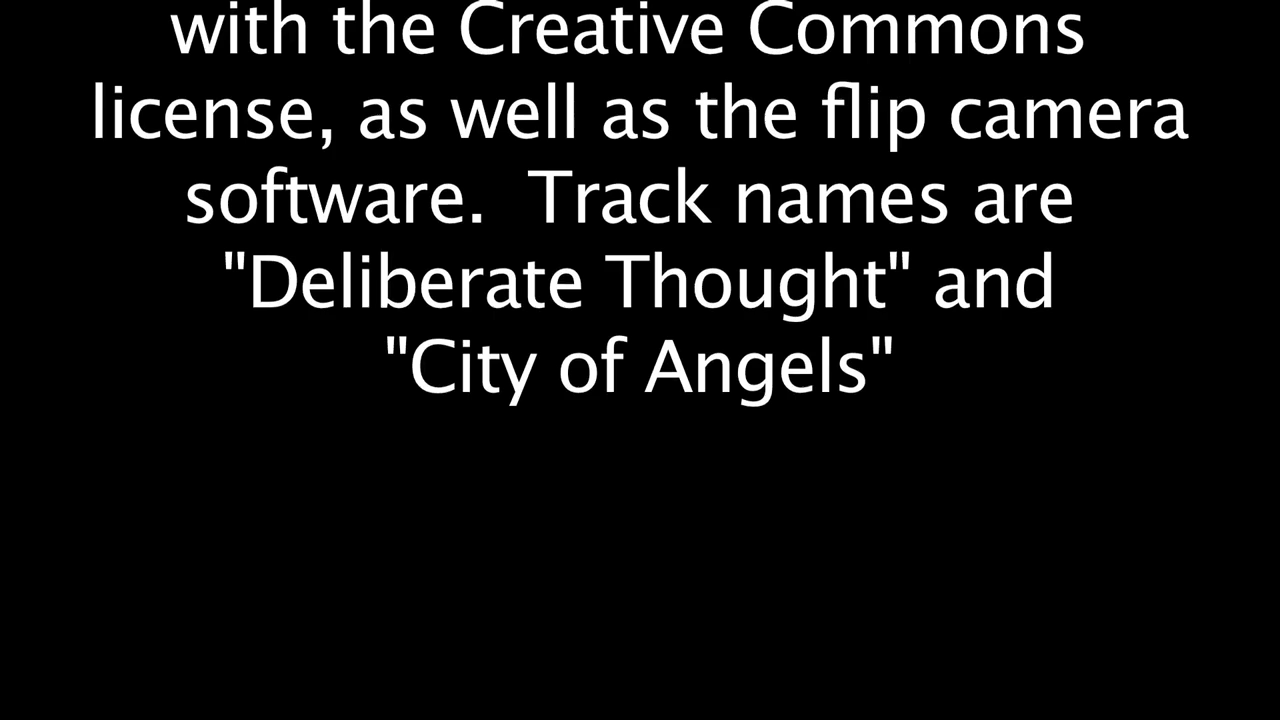 with the Creative Commons
license, as well as the flip camera
software.  Track names are
"Deliberate Thought" and
"City of Angels"